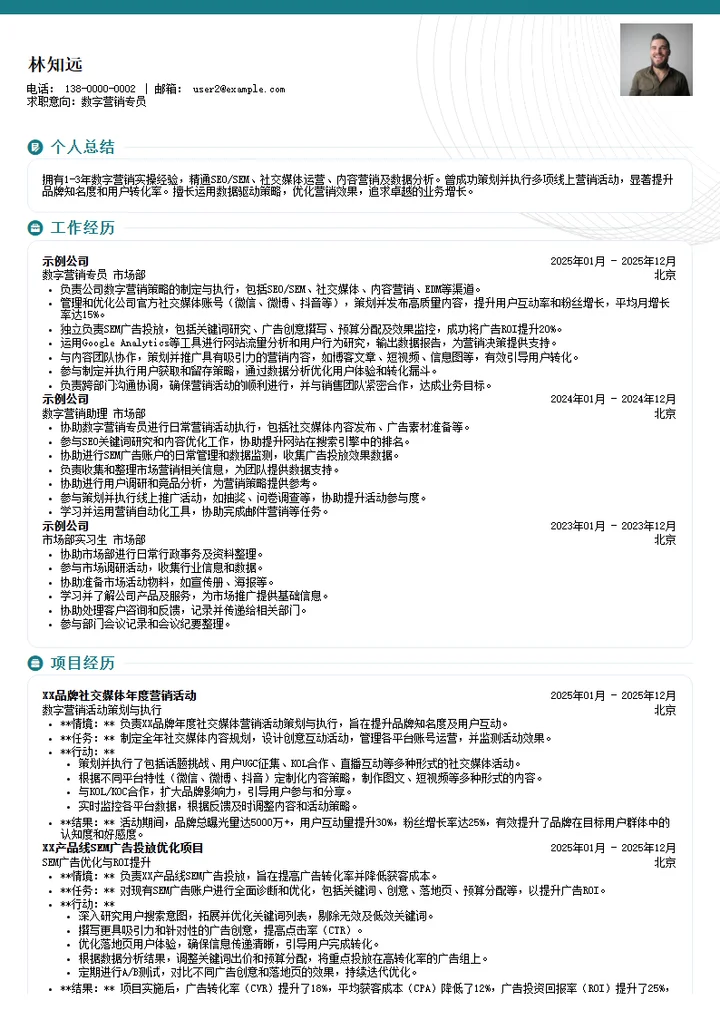 林知远
电话： 138-0000-0002 | 邮箱： user2@example.com
求职意向：数字营销专员
个人总结
拥有1-3年数字营销实操经验，精通SEO/SEM、社交媒体运营、内容营销及数据分析。曾成功策划并执行多项线上营销活动，显著提升
品牌知名度和用户转化率。擅长运用数据驱动策略，优化营销效果，追求卓越的业务增长。
工作经历
示例公司 2025年01月 - 2025年12月
数字营销专员 市场部 北京
• 负责公司数字营销策略的制定与执行，包括SEO/SEM、社交媒体、内容营销、EDM等渠道。
• 管理和优化公司官方社交媒体账号（微信、微博、抖音等），策划并发布高质量内容，提升用户互动率和粉丝增长，平均月增长
率达15%。
• 独立负责SEM广告投放，包括关键词研究、广告创意撰写、预算分配及效果监控，成功将广告ROI提升20%。
• 运用Google Analytics等工具进行网站流量分析和用户行为研究，输出数据报告，为营销决策提供支持。
• 与内容团队协作，策划并推广具有吸引力的营销内容，如博客文章、短视频、信息图等，有效引导用户转化。
• 参与制定并执行用户获取和留存策略，通过数据分析优化用户体验和转化漏斗。
• 负责跨部门沟通协调，确保营销活动的顺利进行，并与销售团队紧密合作，达成业务目标。
示例公司 2024年01月 - 2024年12月
数字营销助理 市场部 北京
• 协助数字营销专员进行日常营销活动执行，包括社交媒体内容发布、广告素材准备等。
• 参与SEO关键词研究和内容优化工作，协助提升网站在搜索引擎中的排名。
• 协助进行SEM广告账户的日常管理和数据监测，收集广告投放效果数据。
• 负责收集和整理市场营销相关信息，为团队提供数据支持。
• 协助进行用户调研和竞品分析，为营销策略提供参考。
• 参与策划并执行线上推广活动，如抽奖、问卷调查等，协助提升活动参与度。
• 学习并运用营销自动化工具，协助完成邮件营销等任务。
示例公司 2023年01月 - 2023年12月
市场部实习生 市场部 北京
• 协助市场部进行日常行政事务及资料整理。
• 参与市场调研活动，收集行业信息和数据。
• 协助准备市场活动物料，如宣传册、海报等。
• 学习并了解公司产品及服务，为市场推广提供基础信息。
• 协助处理客户咨询和反馈，记录并传递给相关部门。
• 参与部门会议记录和会议纪要整理。
项目经历
XX品牌社交媒体年度营销活动 2025年01月 - 2025年12月
数字营销活动策划与执行 北京
• **情境：** 负责XX品牌年度社交媒体营销活动策划与执行，旨在提升品牌知名度及用户互动。
• **任务：** 制定全年社交媒体内容规划，设计创意互动活动，管理各平台账号运营，并监测活动效果。
• **行动：**
• 策划并执行了包括话题挑战、用户UGC征集、KOL合作、直播互动等多种形式的社交媒体活动。
• 根据不同平台特性（微信、微博、抖音）定制化内容策略，制作图文、短视频等多种形式的内容。
• 与KOL/KOC合作，扩大品牌影响力，引导用户参与和分享。
• 实时监控各平台数据，根据反馈及时调整内容和活动策略。
• **结果：** 活动期间，品牌总曝光量达5000万+，用户互动量提升30%，粉丝增长率达25%，有效提升了品牌在目标用户群体中的
认知度和好感度。
XX产品线SEM广告投放优化项目 2025年01月 - 2025年12月
SEM广告优化与ROI提升 北京
• **情境：** 负责XX产品线SEM广告投放，旨在提高广告转化率并降低获客成本。
• **任务：** 对现有SEM广告账户进行全面诊断和优化，包括关键词、创意、落地页、预算分配等，以提升广告ROI。
• **行动：**
• 深入研究用户搜索意图，拓展并优化关键词列表，剔除无效及低效关键词。
• 撰写更具吸引力和针对性的广告创意，提高点击率（CTR）。
• 优化落地页用户体验，确保信息传递清晰，引导用户完成转化。
• 根据数据分析结果，调整关键词出价和预算分配，将重点投放在高转化率的广告组上。
• 定期进行A/B测试，对比不同广告创意和落地页的效果，持续迭代优化。
• **结果：** 项目实施后，广告转化率（CVR）提升了18%，平均获客成本（CPA）降低了12%，广告投资回报率（ROI）提升了25%，